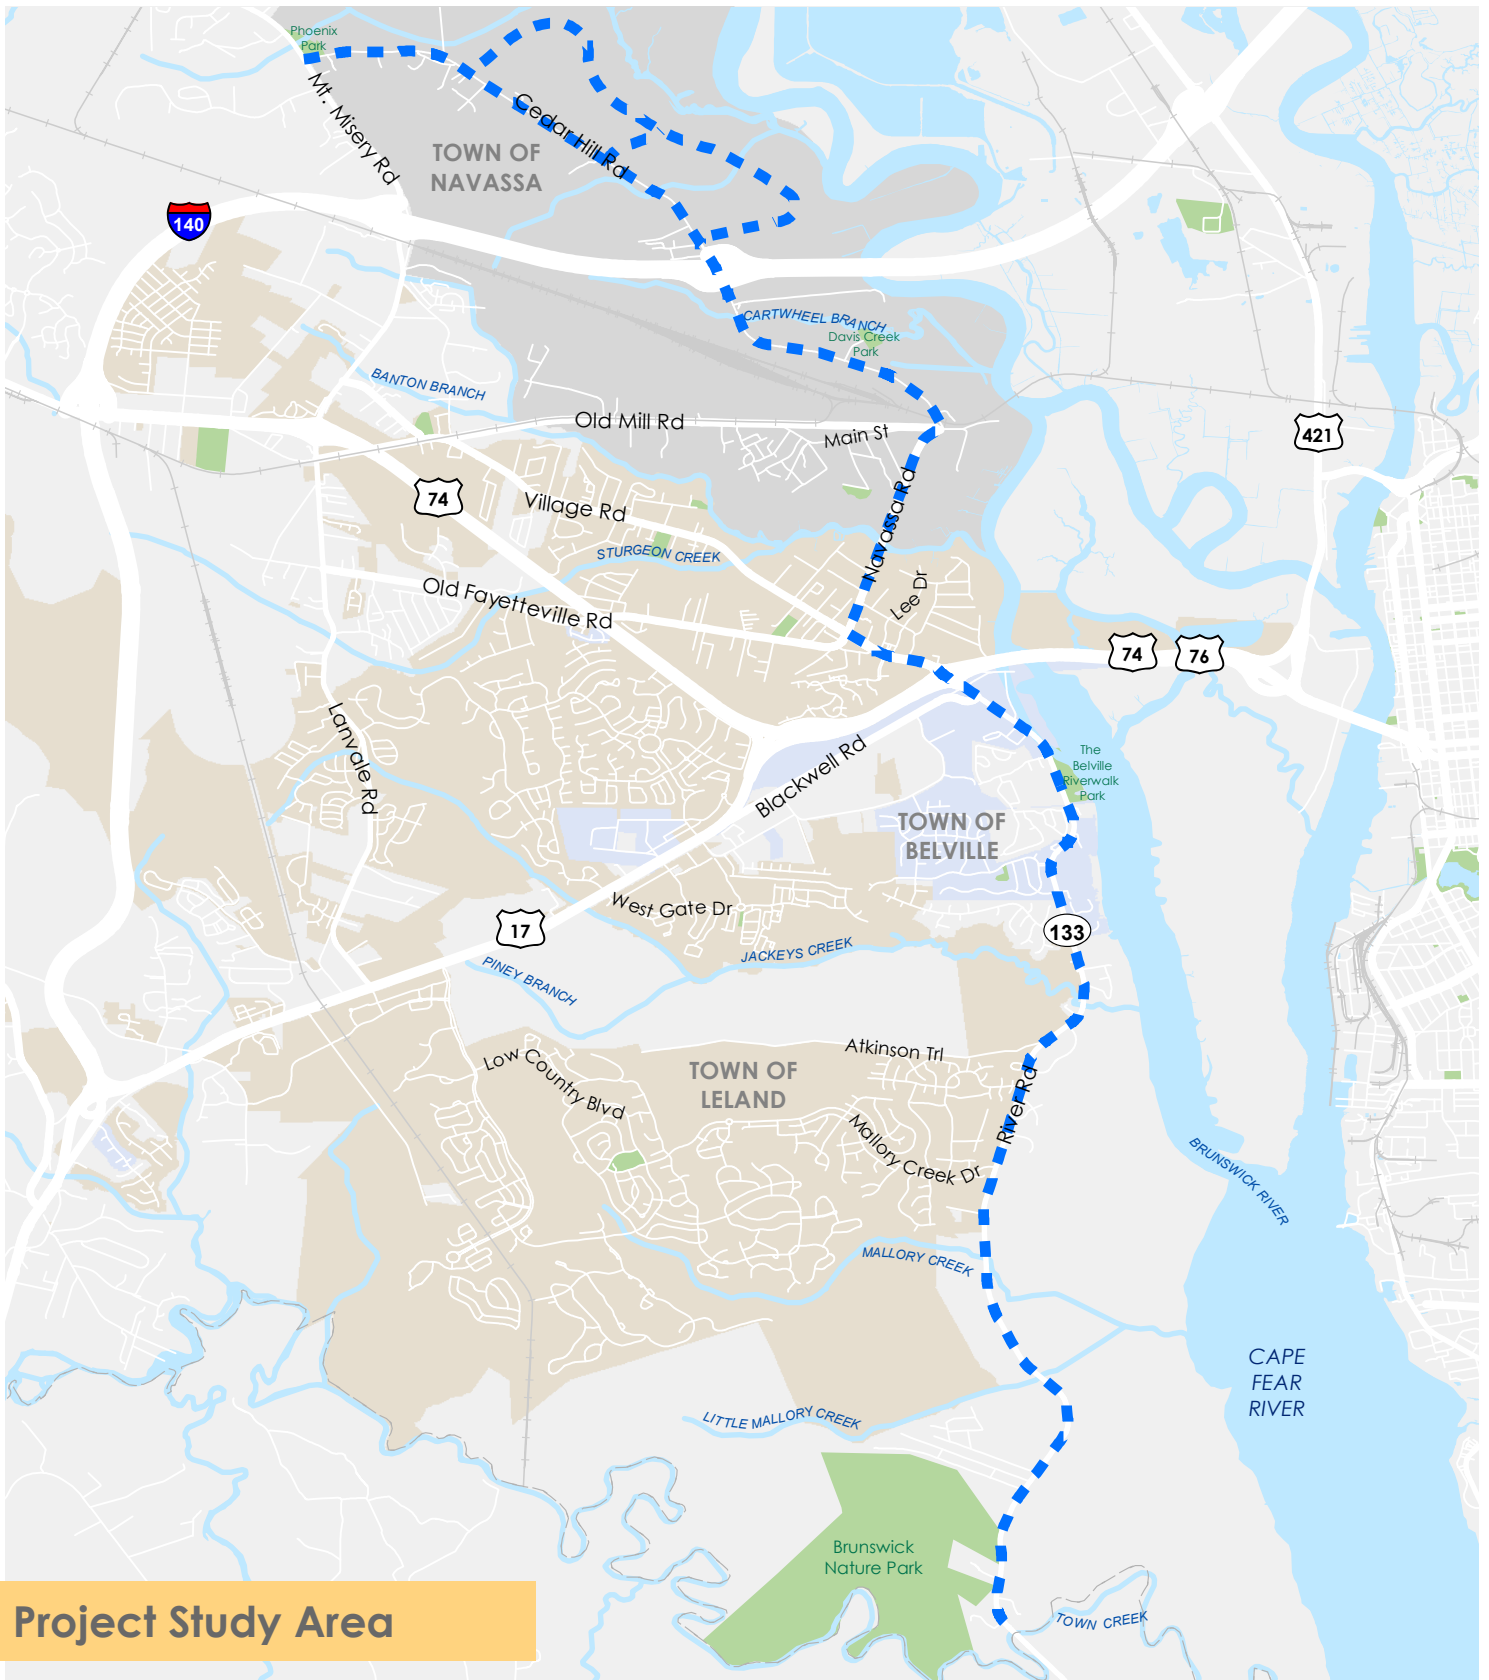 Phoenix
Park
Mt. Misery Rd
Cedar Hill Rd
TOWN OF
NAVASSA
140
CARTWHEEL BRANCH
Davis Creek
Park
BANTON BRANCH
Old Mill Rd
Main St
421
74
Village Rd
Navassa Rd
STURGEON CREEK
Old Fayetteville Rd
Lee Dr
74
76
Lanvale Rd
Blackwell Rd
The
Belville
Riverwalk
Park
TOWN OF
BELVILLE
West Gate Dr
17
133
JACKEYS CREEK
PINEY BRANCH
Low Country Blvd
TOWN OF
LELAND
Atkinson Trl
River Rd
Mallory Creek Dr
BRUNSWICK RIVER
MALLORY CREEK
CAPE
FEAR
RIVER
LITTLE MALLORY CREEK
Brunswick
Nature Park
TOWN CREEK
Project Study Area